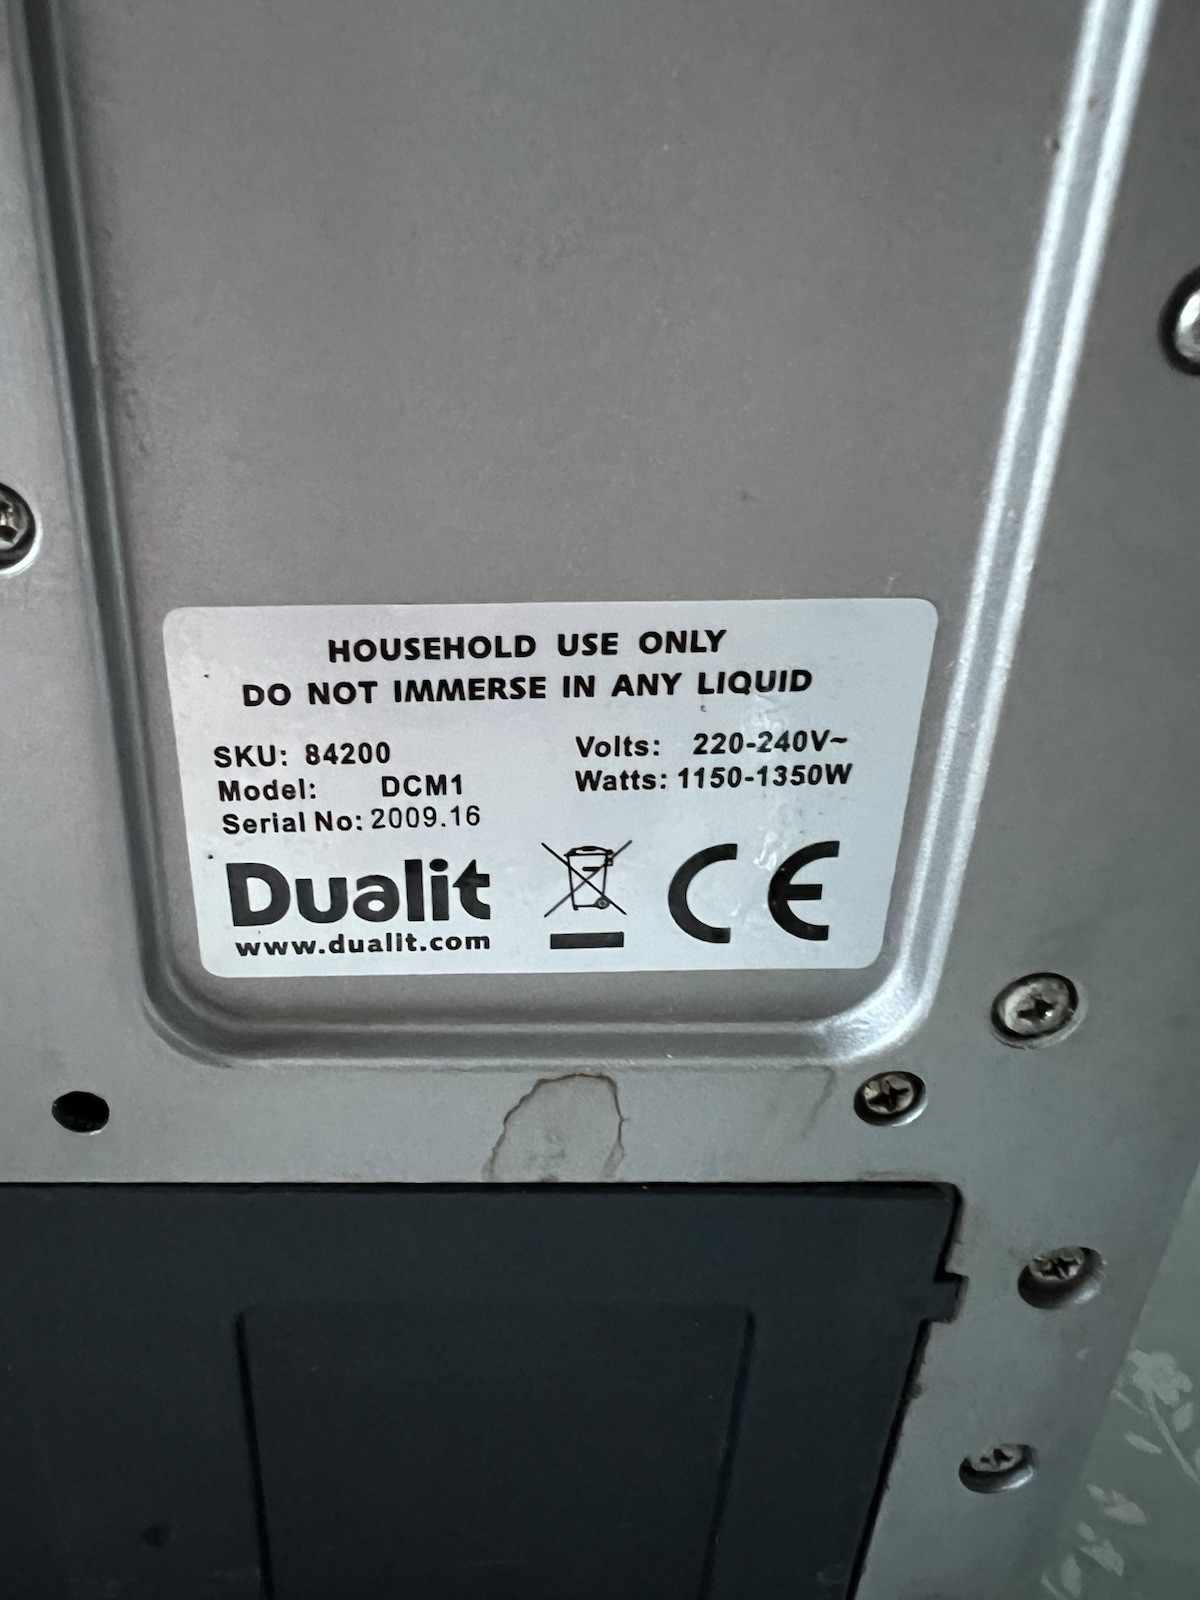 HOUSEHOLD USE ONLY
DO NOT IMMERSE IN ANY LIQUID
SKU: 84200
Model: DCM1
Serial No: 2009.16
Volts: 220-240V~
Watts: 1150-1350W
Dualit
www.dualit.com
CE